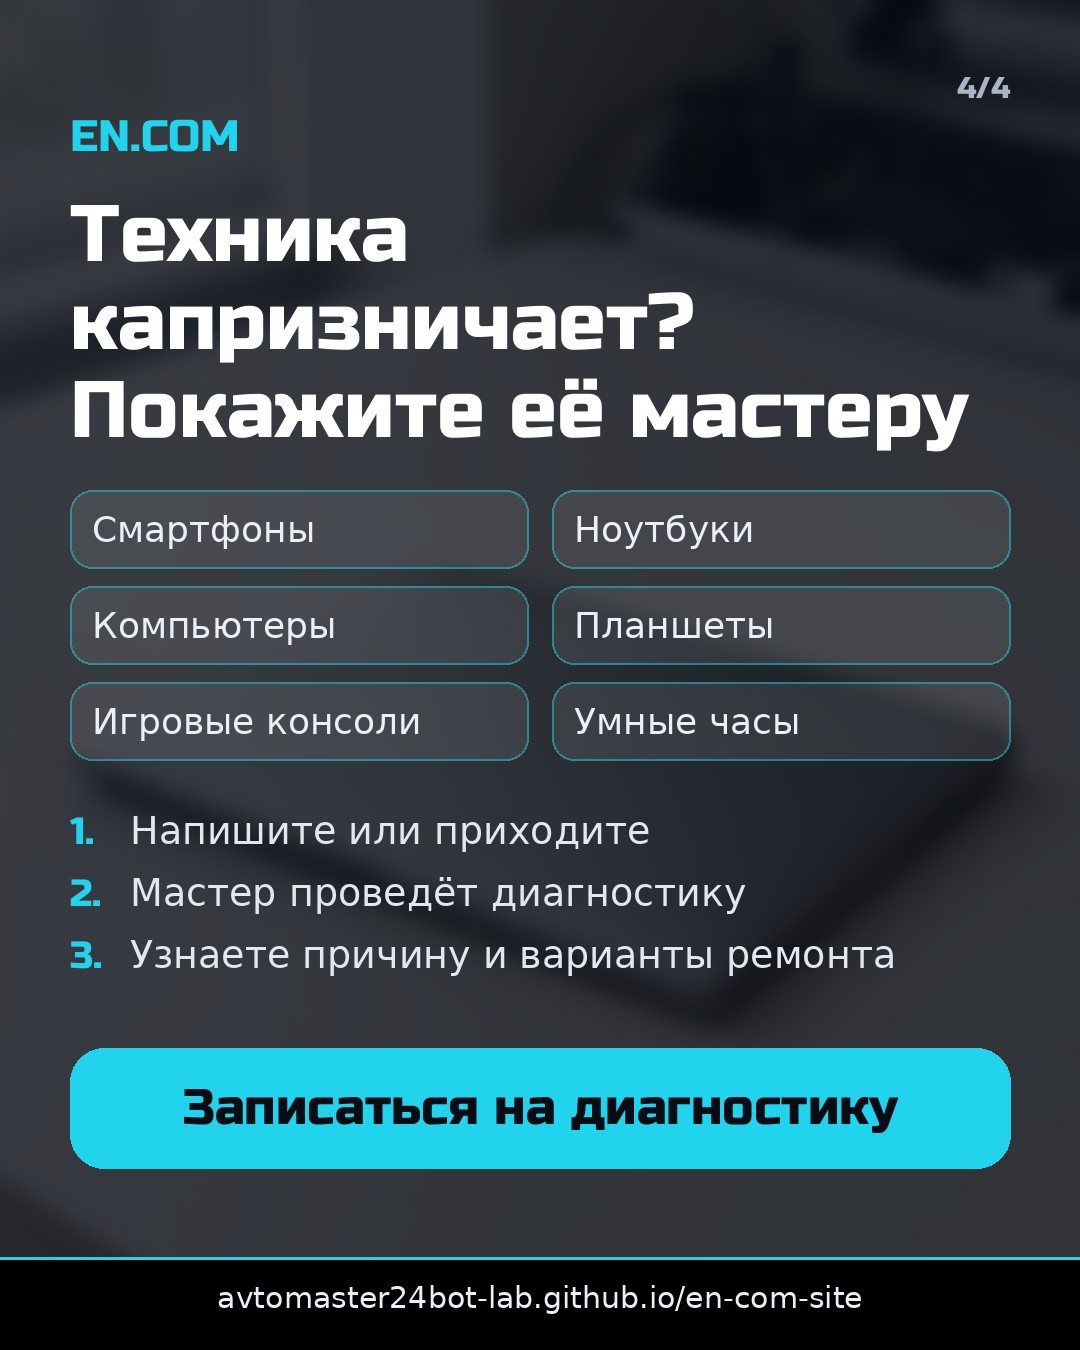 4/4
EN.COM
Техника
капризничает?
Покажите её мастеру
Смартфоны
Ноутбуки
Компьютеры
Планшеты
Игровые консоли
Умные часы
1. Напишите или приходите
2. Мастер проведёт диагностику
3. Узнаете причину и варианты ремонта
Записаться на диагностику
avtomaster24bot-lab.github.io/en-com-site